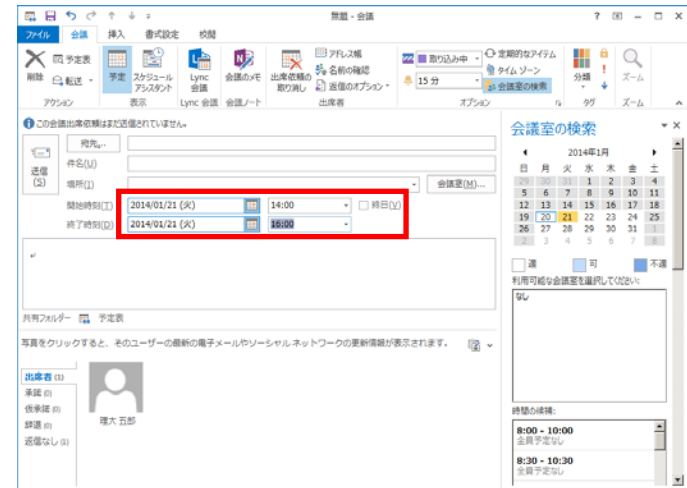 無題 - 会議
ファイル 会議 挿入 書式設定 校閲
削除 予定表 転送 予定 スケジュール アシスタント Lync 会議 会議のメモ 出席依頼の 取り消し アドレス帳 名前の確認 返信のオプション 取り込み中 15 分 定期的なアイテム タイム ゾーン 会議室の検索 分類 ズーム
アクション 表示 Lync 会議 会議ノート 出席者 オプション タグ ズーム
この会議出席依頼はまだ送信されていません。
送信(S)
宛先...
件名(U)
場所(I) 会議室(M)...
開始時刻(T) 2014/01/21 (火) 14:00 終日(V)
終了時刻(D) 2014/01/21 (火) 16:00
共有フォルダー 予定表
写真をクリックすると、そのユーザーの最新の電子メールやソーシャル ネットワークの更新情報が表示されます。
出席者 (1)
承諾 (0)
仮承諾 (0)
辞退 (0)
返信なし (1)
理大 五郎
会議室の検索
2014年1月
日 月 火 水 木 金 土
29 30 31 1 2 3 4
5 6 7 8 9 10 11
12 13 14 15 16 17 18
19 20 21 22 23 24 25
26 27 28 29 30 31 1
2 3 4 5 6 7 8
適 可 不適
利用可能な会議室を選択してください:
なし
時間の候補:
8:00 - 10:00
全員予定なし
8:30 - 10:30
全員予定なし